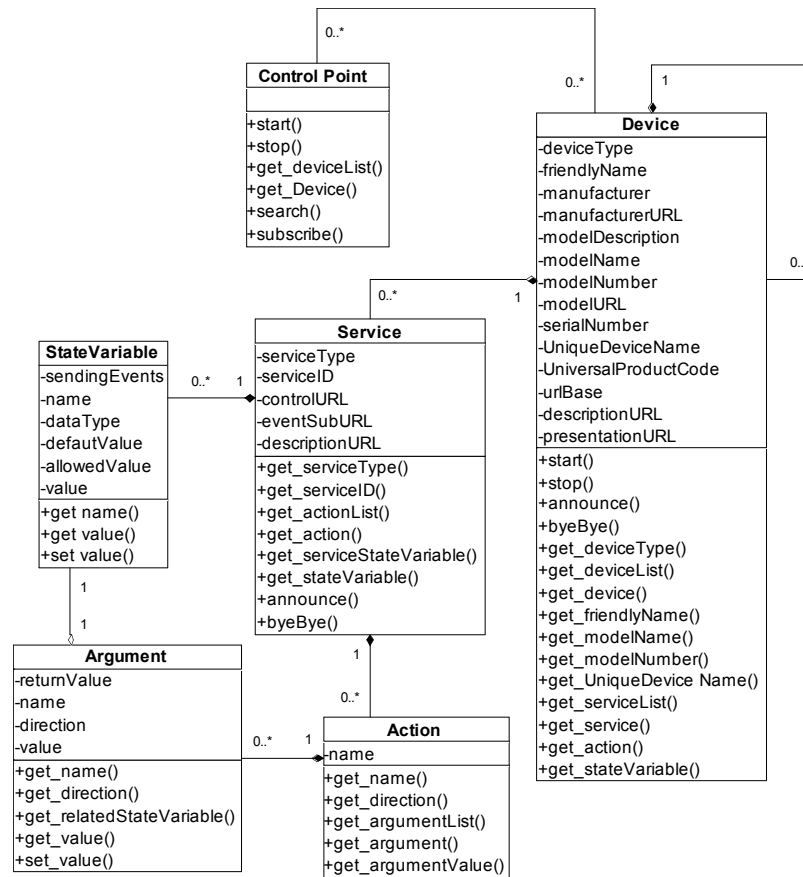 0..*
0..*
1
Control Point
+start()
+stop()
+get_deviceList()
+get_Device()
+search()
+subscribe()
Device
-deviceType
-friendlyName
-manufacturer
-manufacturerURL
-modelDescription
-modelName
-modelNumber
-modelURL
-serialNumber
-UniqueDeviceName
-UniversalProductCode
-urlBase
-descriptionURL
-presentationURL
+start()
+stop()
+announce()
+byeBye()
+get_deviceType()
+get_deviceList()
+get_device()
+get_friendlyName()
+get_modelName()
+get_modelNumber()
+get_UniqueDevice Name()
+get_serviceList()
+get_service()
+get_action()
+get_stateVariable()
0..
0..*
1
Service
-serviceType
-serviceID
-controlURL
-eventSubURL
-descriptionURL
+get_serviceType()
+get_serviceID()
+get_actionList()
+get_action()
+get_serviceStateVariable()
+get_stateVariable()
+announce()
+byeBye()
0..*
1
StateVariable
-sendingEvents
-name
-dataType
-defautValue
-allowedValue
-value
+get name()
+get value()
+set value()
1
1
Argument
-returnValue
-name
-direction
-value
+get_name()
+get_direction()
+get_relatedStateVariable()
+get_value()
+set_value()
1
0..*
0..*
1
Action
-name
+get_name()
+get_direction()
+get_argumentList()
+get_argument()
+get_argumentValue()